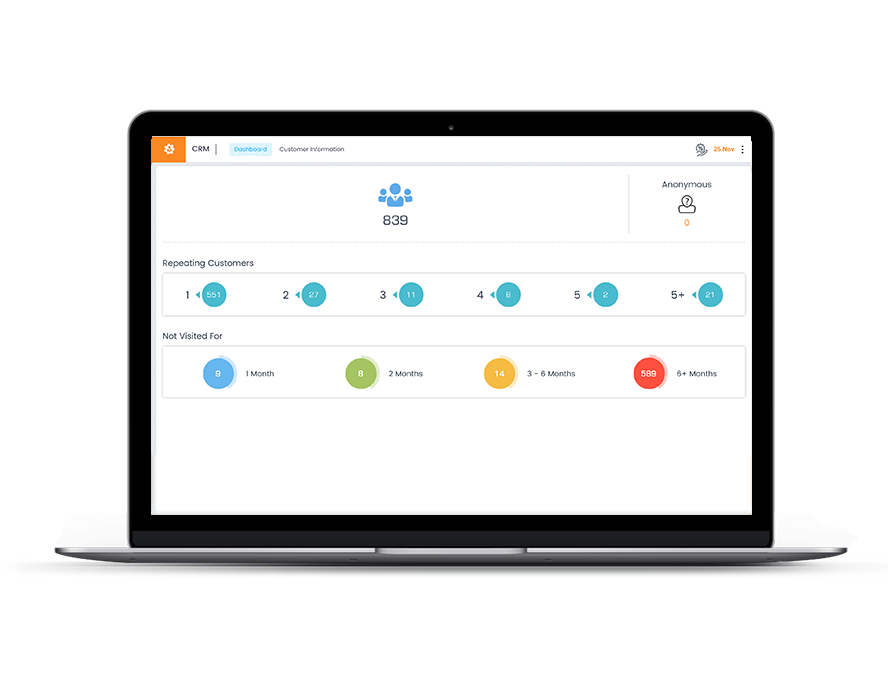 CRM | Dashboard Customer Information 25 Nov
Anonymous
?
839
0
Repeating Customers
1 551 2 27 3 11 4 8 5 2 5+ 21
Not Visited For
9 1 Month 8 2 Months 14 3 - 6 Months 589 6+ Months